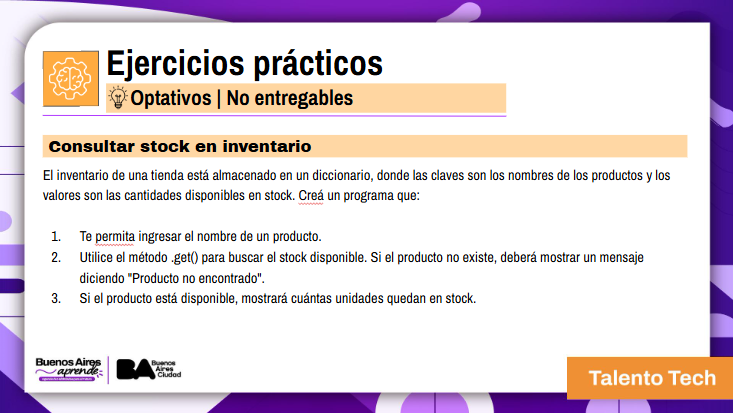 Ejercicios prácticos
Optativos | No entregables
Consultar stock en inventario
El inventario de una tienda está almacenado en un diccionario, donde las claves son los nombres de los productos y los
valores son las cantidades disponibles en stock. Creá un programa que:
1. Te permita ingresar el nombre de un producto.
2. Utilice el método .get() para buscar el stock disponible. Si el producto no existe, deberá mostrar un mensaje
diciendo "Producto no encontrado".
3. Si el producto está disponible, mostrará cuántas unidades quedan en stock.
Buenos Aires
aprende
BA
Buenos
Aires
Ciudad
Talento Tech